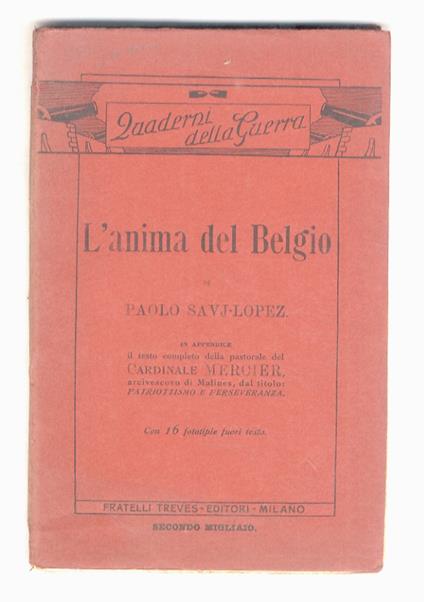 Quaderni
della Guerra
L'anima del Belgio
DI
PAOLO SAVJ-LOPEZ.
IN APPENDICE
il testo completo della pastorale del
CARDINALE MERCIER,
arcivescovo di Malines, dal titolo:
PATRIOTTISMO E PERSEVERANZA.
Con 16 fototipie fuori testo.
FRATELLI TREVES - EDITORI - MILANO
SECONDO MIGLIAIO.